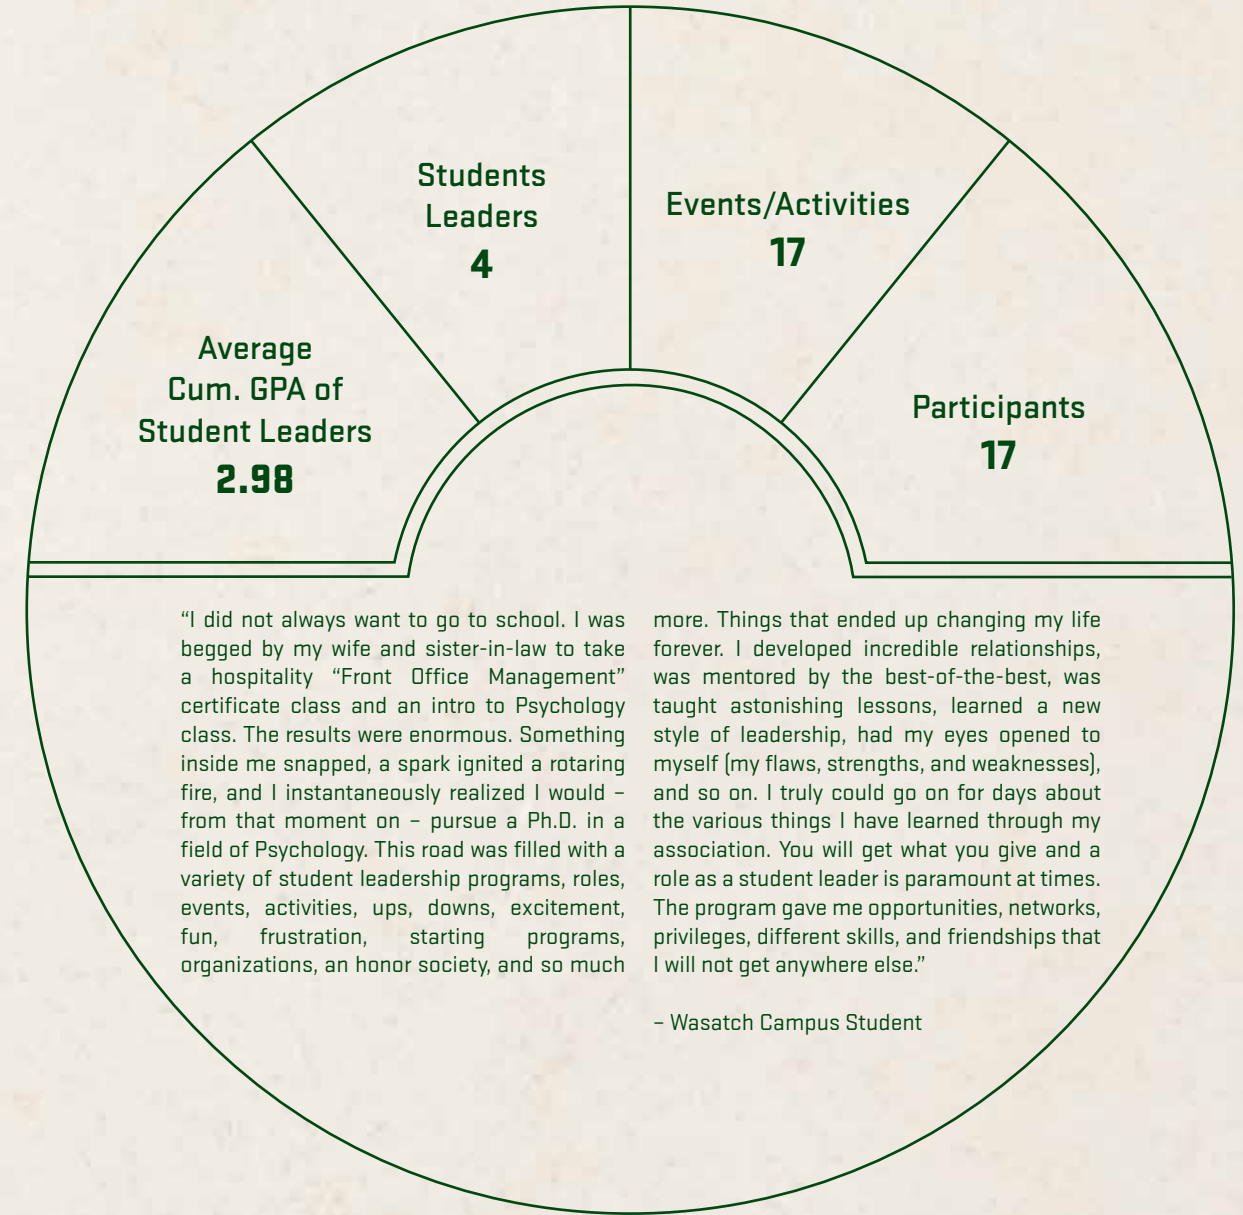 Students
Leaders
4
Events/Activities
17
Average
Cum. GPA of
Student Leaders
2.98
Participants
17
“I did not always want to go to school. I was
begged by my wife and sister-in-law to take
a hospitality “Front Office Management”
certificate class and an intro to Psychology
class. The results were enormous. Something
inside me snapped, a spark ignited a rotaring
fire, and I instantaneously realized I would –
from that moment on – pursue a Ph.D. in a
field of Psychology. This road was filled with a
variety of student leadership programs, roles,
events, activities, ups, downs, excitement,
fun, frustration, starting programs,
organizations, an honor society, and so much
more. Things that ended up changing my life
forever. I developed incredible relationships,
was mentored by the best-of-the-best, was
taught astonishing lessons, learned a new
style of leadership, had my eyes opened to
myself (my flaws, strengths, and weaknesses),
and so on. I truly could go on for days about
the various things I have learned through my
association. You will get what you give and a
role as a student leader is paramount at times.
The program gave me opportunities, networks,
privileges, different skills, and friendships that
I will not get anywhere else.”
– Wasatch Campus Student